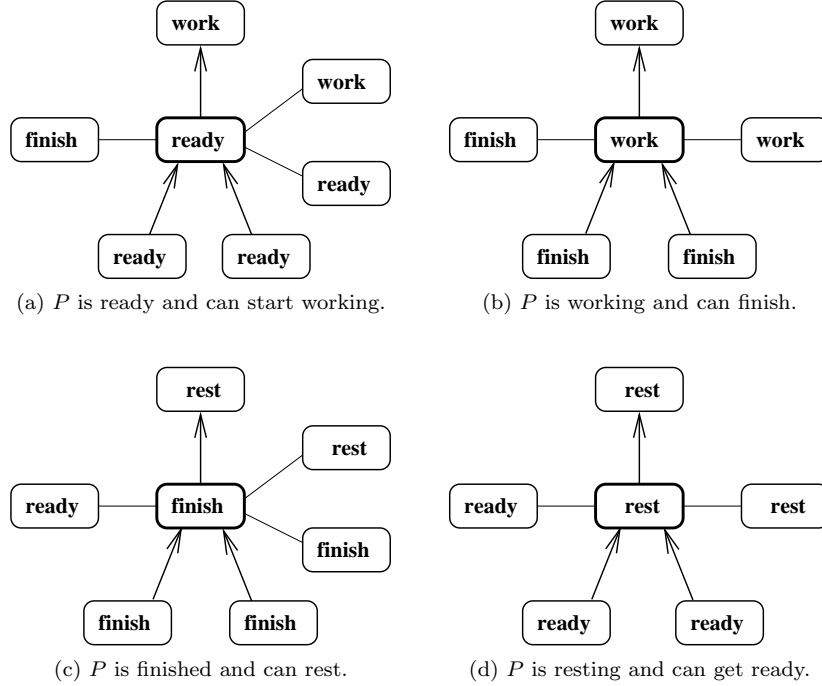 work
work
finish
ready
ready
ready
ready
(a) P is ready and can start working.
work
finish
work
work
finish
finish
(b) P is working and can finish.
rest
rest
ready
finish
finish
finish
finish
(c) P is finished and can rest.
rest
ready
rest
rest
ready
ready
(d) P is resting and can get ready.